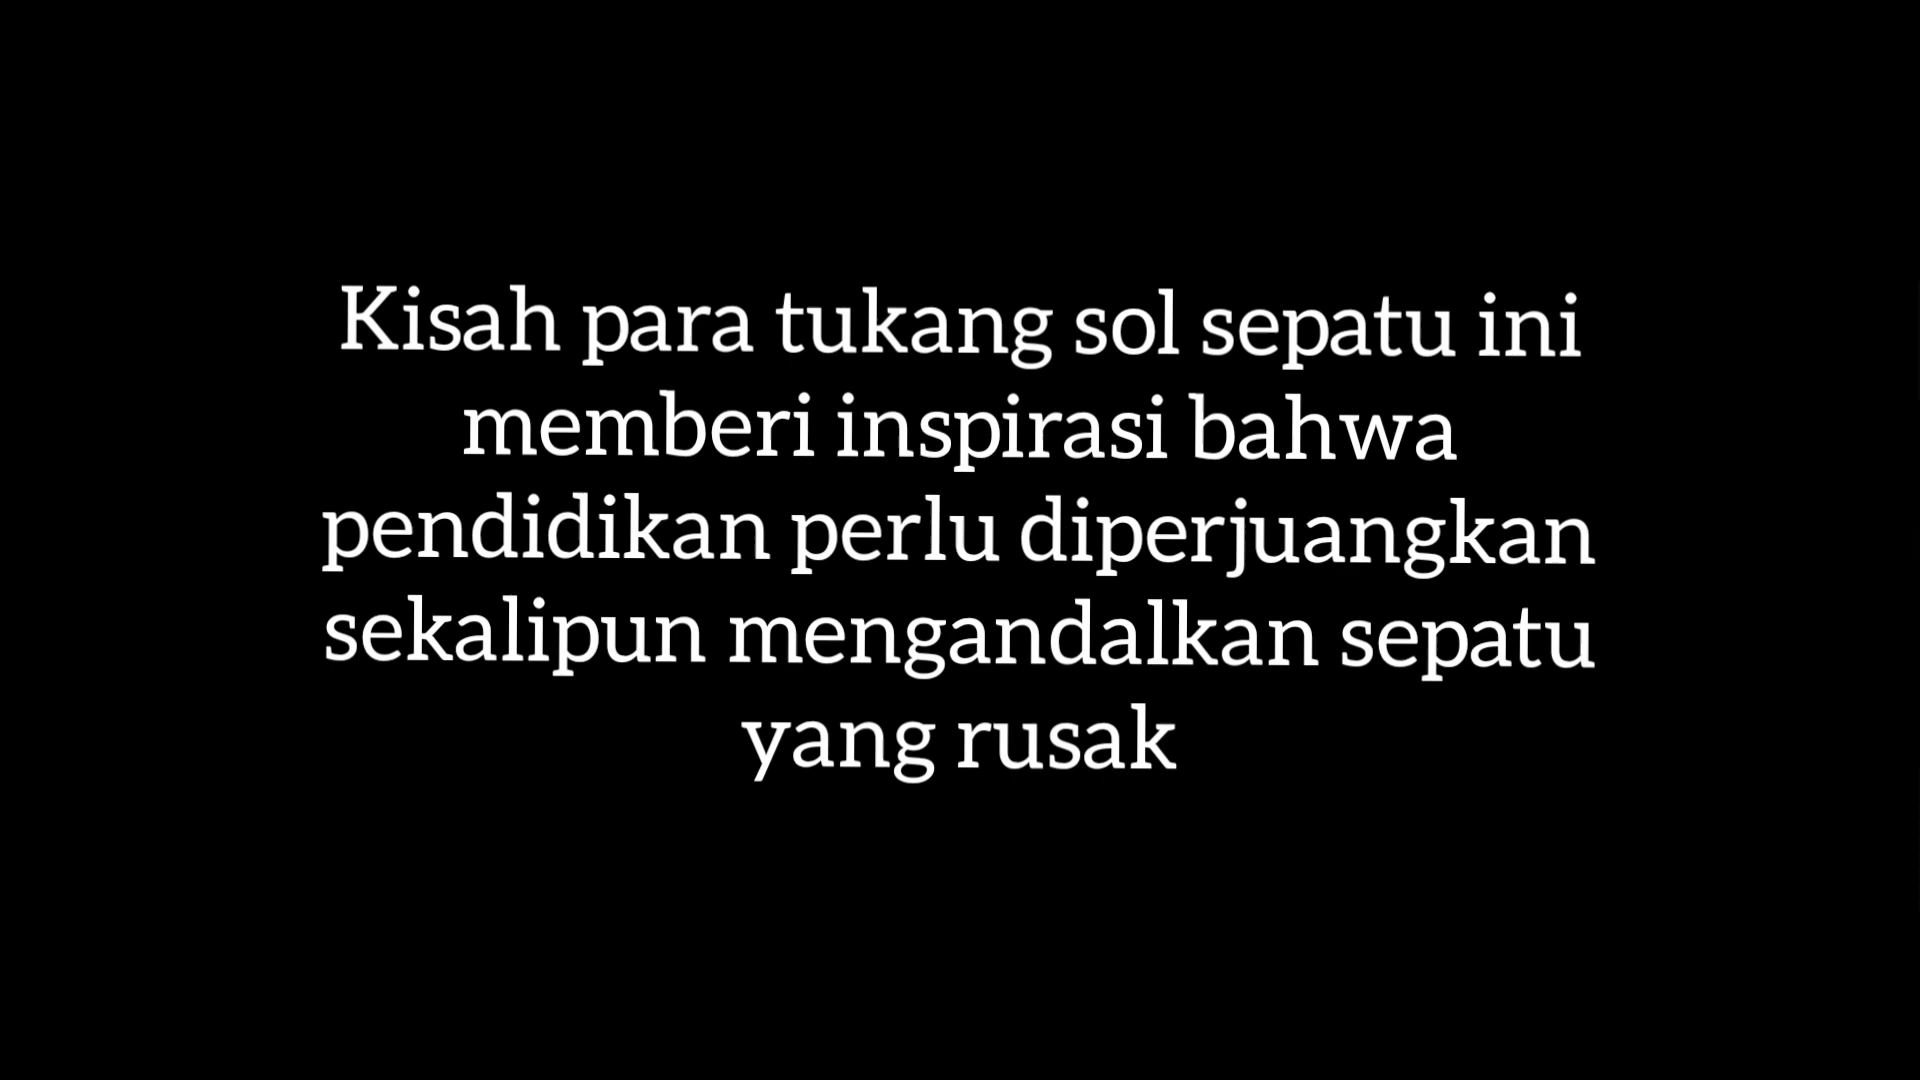 Kisah para tukang sol sepatu ini
memberi inspirasi bahwa
pendidikan perlu diperjuangkan
sekalipun mengandalkan sepatu
yang rusak